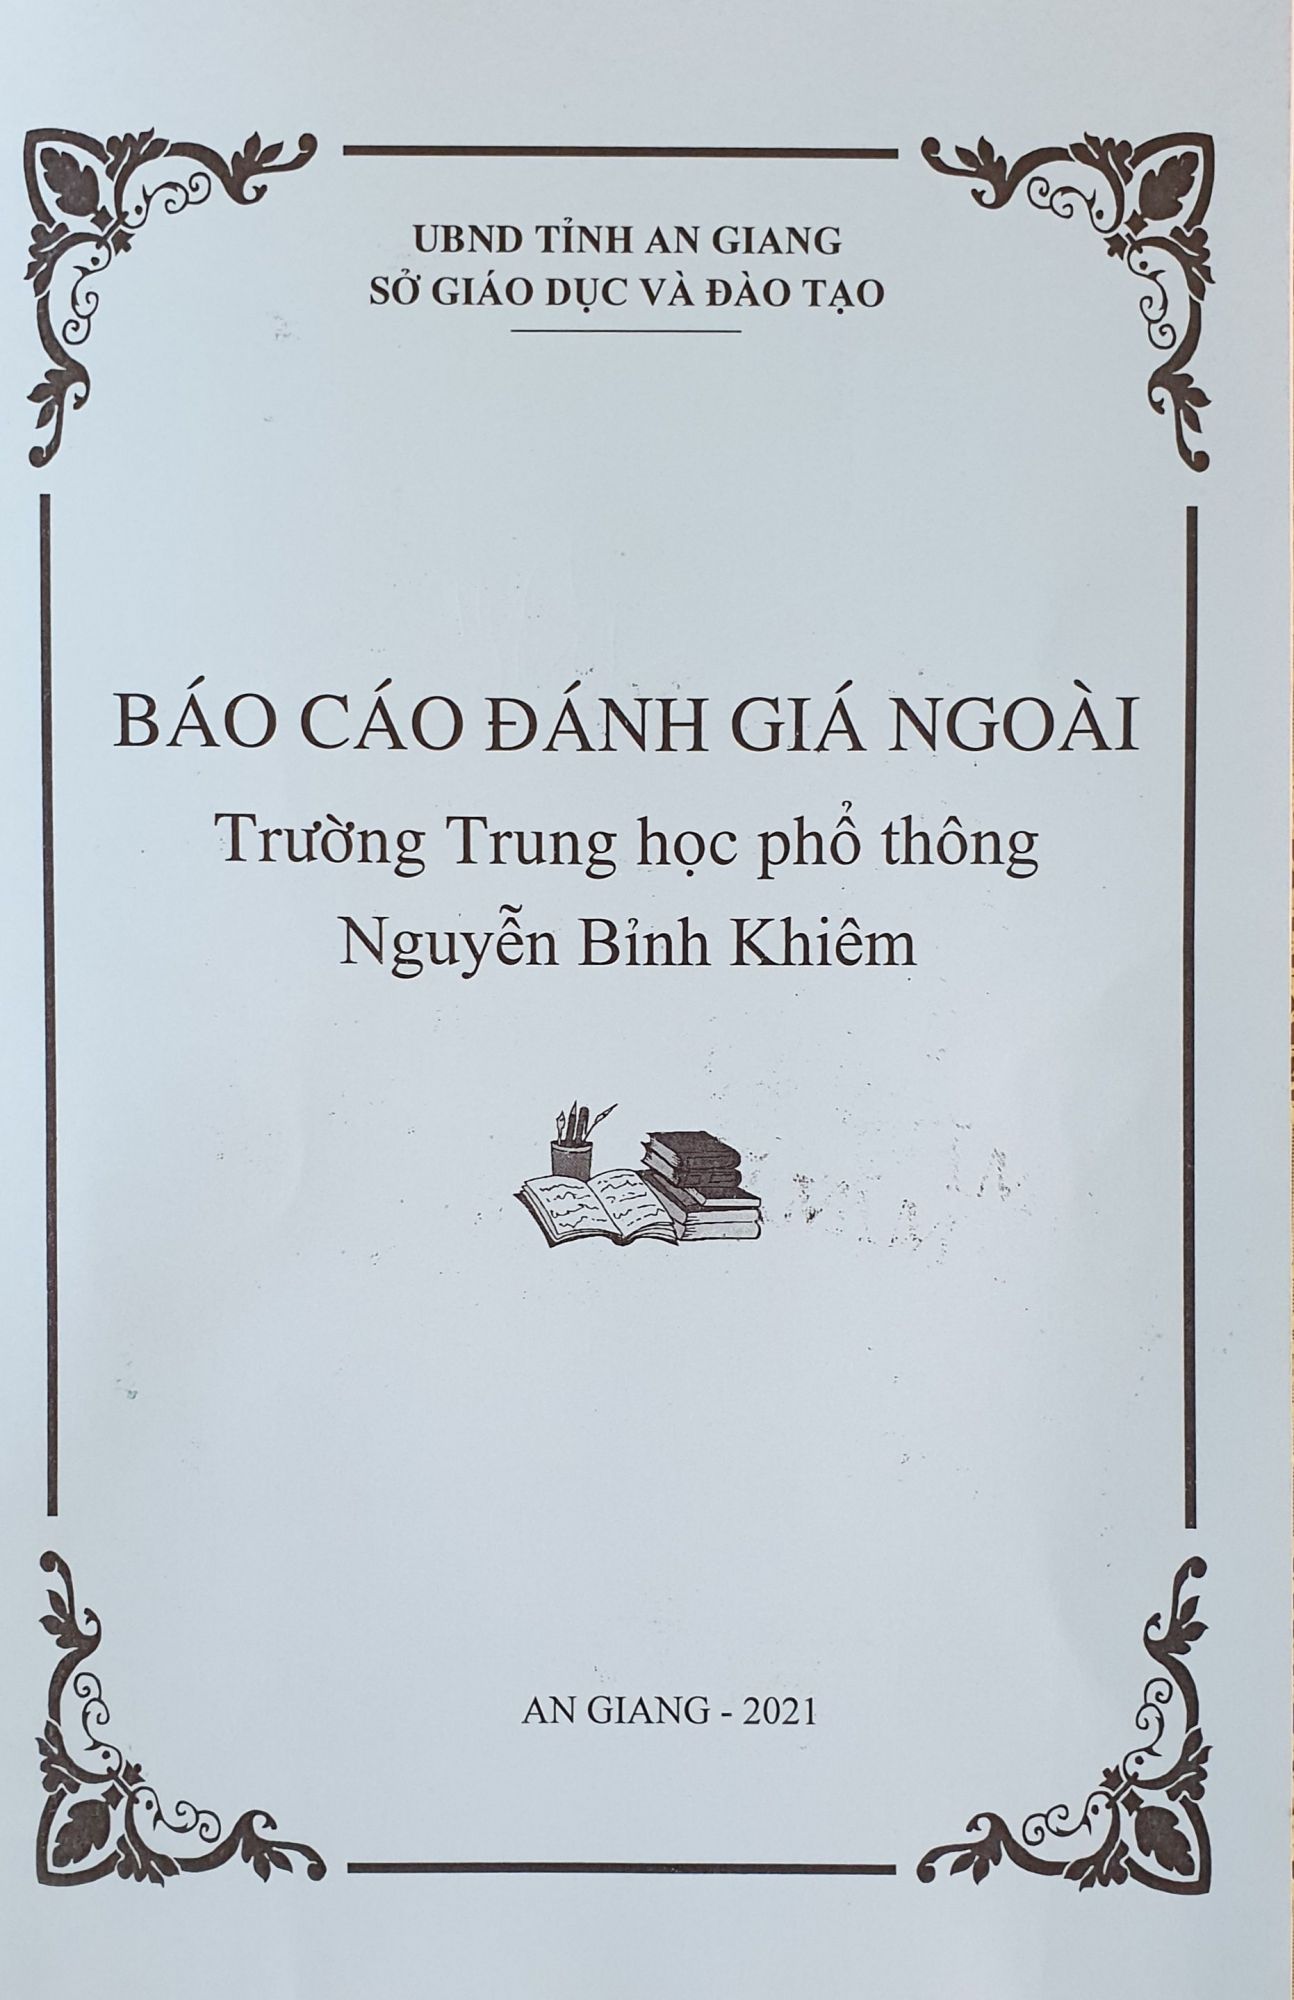 UBND TỈNH AN GIANG
SỞ GIÁO DỤC VÀ ĐÀO TẠO
BÁO CÁO ĐÁNH GIÁ NGOÀI
Trường Trung học phổ thông
Nguyễn Bỉnh Khiêm
AN GIANG - 2021